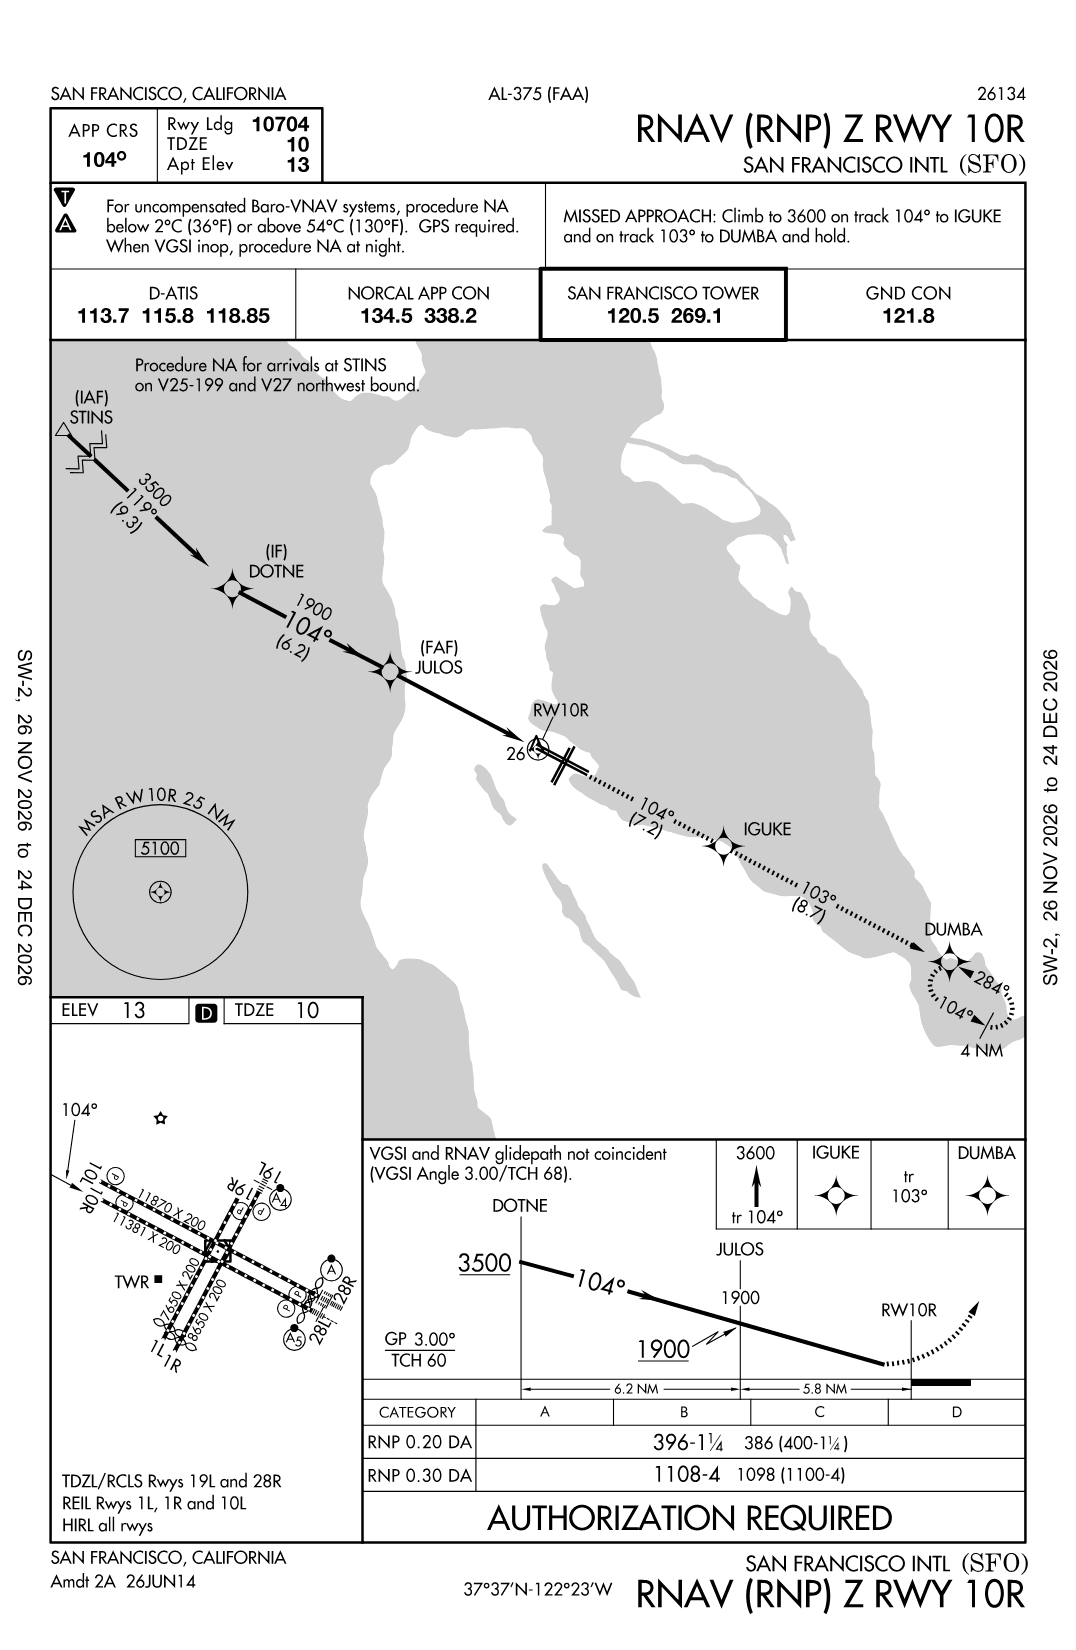 SAN FRANCISCO, CALIFORNIA
AL-375 (FAA)
26134
APP CRS
104°
Rwy Ldg 10704
TDZE 10
Apt Elev 13
RNAV (RNP) Z RWY 10R
SAN FRANCISCO INTL (SFO)
T
A
For uncompensated Baro-VNAV systems, procedure NA
below 2°C (36°F) or above 54°C (130°F). GPS required.
When VGSI inop, procedure NA at night.
MISSED APPROACH: Climb to 3600 on track 104° to IGUKE
and on track 103° to DUMBA and hold.
D-ATIS
113.7 115.8 118.85
NORCAL APP CON
134.5 338.2
SAN FRANCISCO TOWER
120.5 269.1
GND CON
121.8
Procedure NA for arrivals at STINS
on V25-199 and V27 northwest bound.
(IAF)
STINS
3500
119°
(9.3)
(IF)
DOTNE
1900
104°
(6.2)
(FAF)
JULOS
RW10R
26
104°
(7.2)
IGUKE
103°
(8.7)
DUMBA
284°
104°
4 NM
MSA RW10R 25 NM
5100
SW-2, 26 NOV 2026 to 24 DEC 2026
SW-2, 26 NOV 2026 to 24 DEC 2026
ELEV 13
D
TDZE 10
104°
10L
10R
P
P
11870 X 200
11381 X 200
19L
19R
A4
P
P
TWR
7650 X 200
8650 X 200
A
P
P
28R
28L
A5
1L
1R
TDZL/RCLS Rwys 19L and 28R
REIL Rwys 1L, 1R and 10L
HIRL all rwys
VGSI and RNAV glidepath not coincident
(VGSI Angle 3.00/TCH 68).
3600
tr 104°
IGUKE
tr
103°
DUMBA
DOTNE
3500
104°
JULOS
1900
1900
RW10R
GP 3.00°
TCH 60
6.2 NM
5.8 NM
CATEGORY A B C D
RNP 0.20 DA 396-1¼ 386 (400-1¼)
RNP 0.30 DA 1108-4 1098 (1100-4)
AUTHORIZATION REQUIRED
SAN FRANCISCO, CALIFORNIA
Amdt 2A 26JUN14
37°37'N-122°23'W
SAN FRANCISCO INTL (SFO)
RNAV (RNP) Z RWY 10R